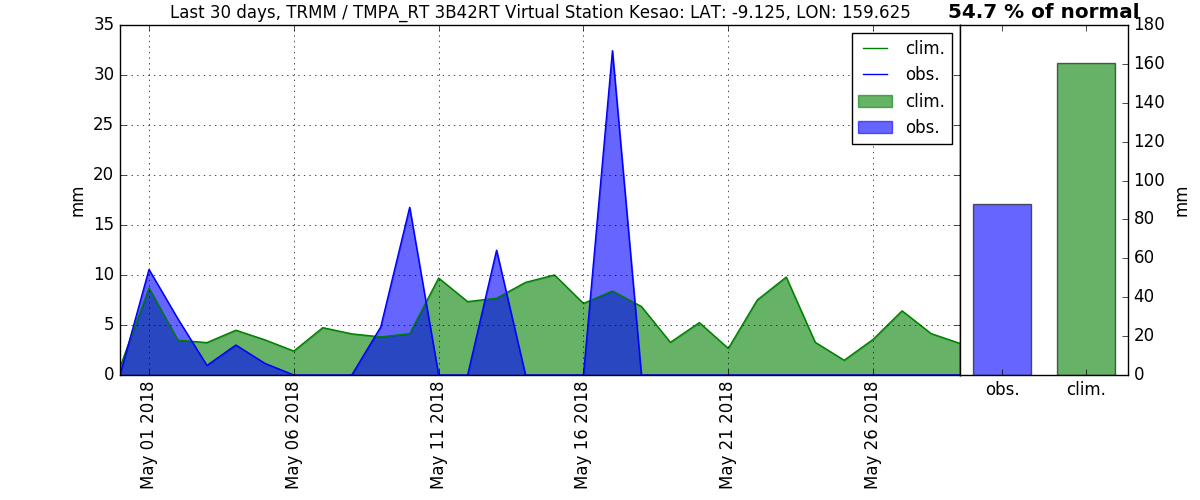 Last 30 days, TRMM / TMPA_RT 3B42RT Virtual Station Kesao: LAT: -9.125, LON: 159.625
54.7 % of normal
35
30
25
20
15
10
5
0
mm
clim.
obs.
clim.
obs.
May 01 2018
May 06 2018
May 11 2018
May 16 2018
May 21 2018
May 26 2018
180
160
140
120
100
80
60
40
20
0
mm
obs.
clim.